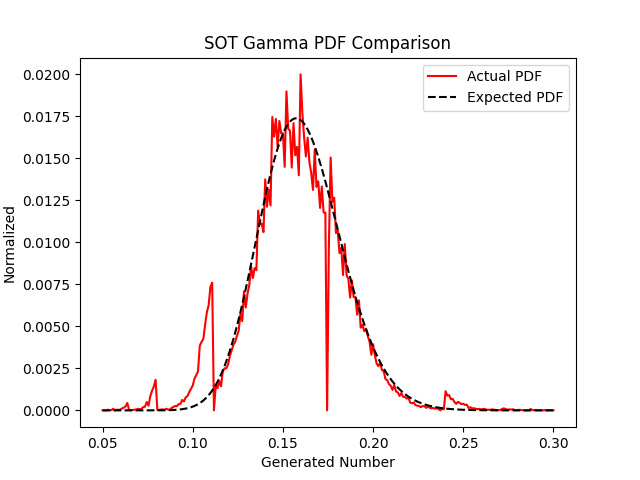 SOT Gamma PDF Comparison
Actual PDF
Expected PDF
Normalized
0.0200
0.0175
0.0150
0.0125
0.0100
0.0075
0.0050
0.0025
0.0000
0.05 0.10 0.15 0.20 0.25 0.30
Generated Number